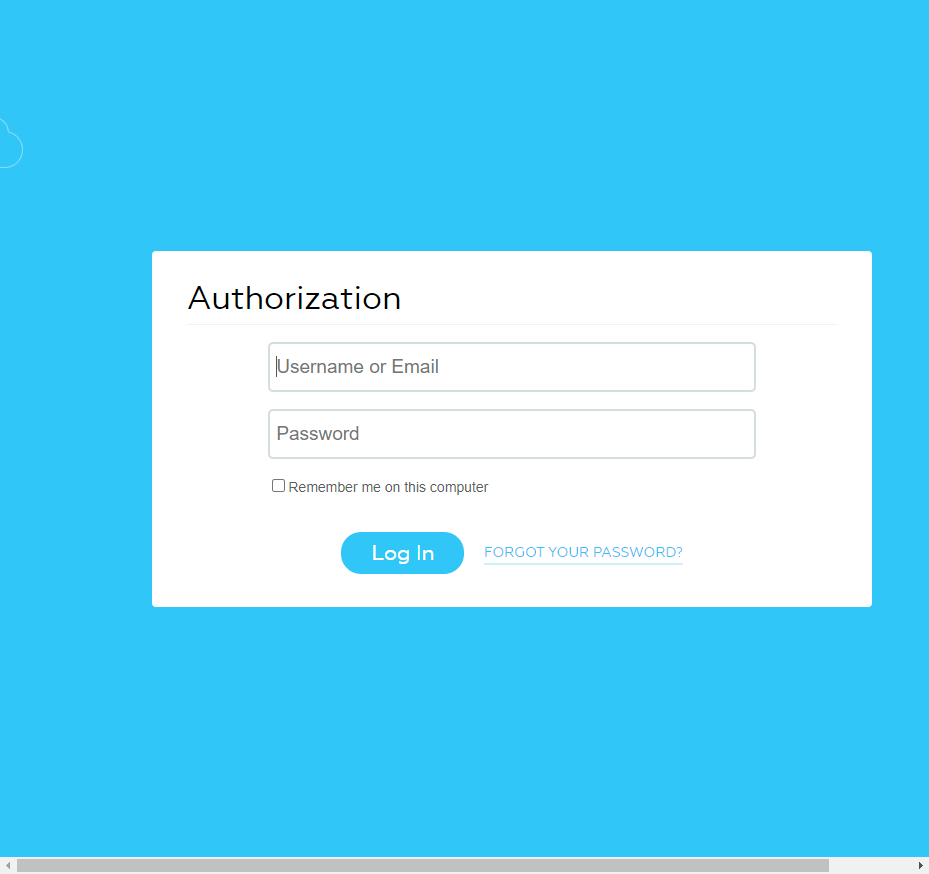 Authorization
Username or Email
Password
Remember me on this computer
Log In
FORGOT YOUR PASSWORD?